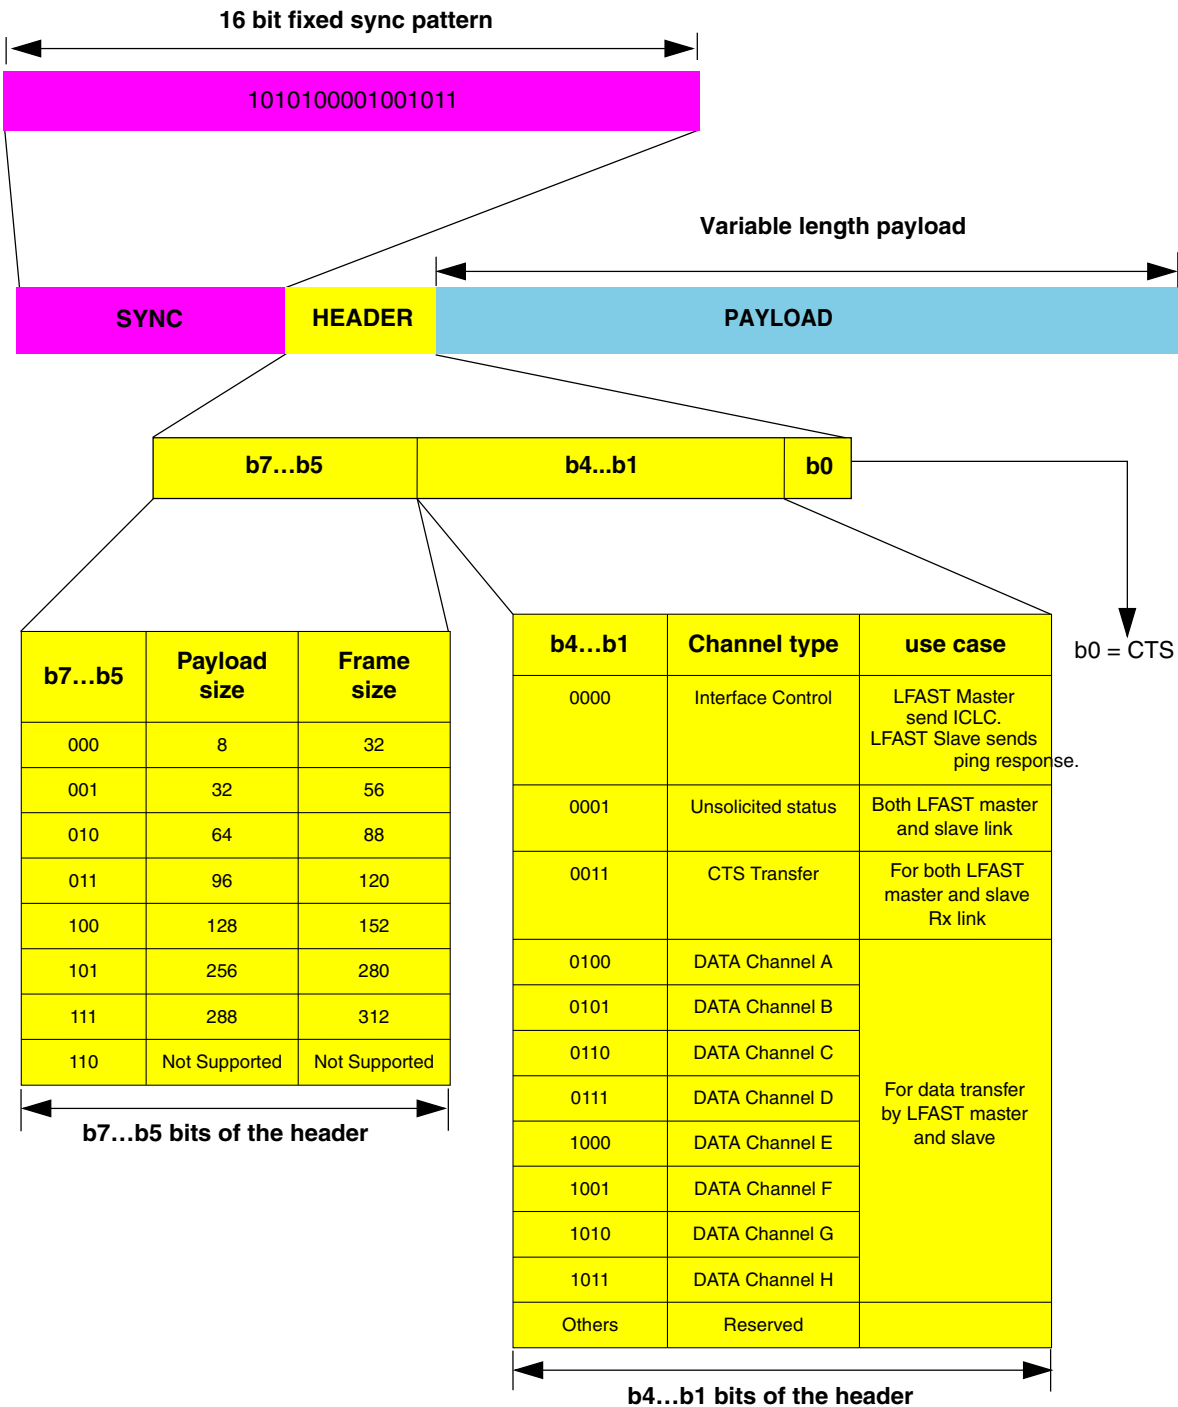 16 bit fixed sync pattern
1010100001001011
Variable length payload
SYNC
HEADER
PAYLOAD
b7...b5
b4...b1
b0
b0 = CTS
b7...b5
Payload
size
Frame
size
000
8
32
001
32
56
010
64
88
011
96
120
100
128
152
101
256
280
111
288
312
110
Not Supported
Not Supported
b7...b5 bits of the header
b4...b1
Channel type
use case
0000
Interface Control
LFAST Master
send ICLC.
LFAST Slave sends
ping response.
0001
Unsolicited status
Both LFAST master
and slave link
0011
CTS Transfer
For both LFAST
master and slave
Rx link
0100
DATA Channel A
0101
DATA Channel B
0110
DATA Channel C
0111
DATA Channel D
1000
DATA Channel E
1001
DATA Channel F
1010
DATA Channel G
1011
DATA Channel H
For data transfer
by LFAST master
and slave
Others
Reserved
b4...b1 bits of the header